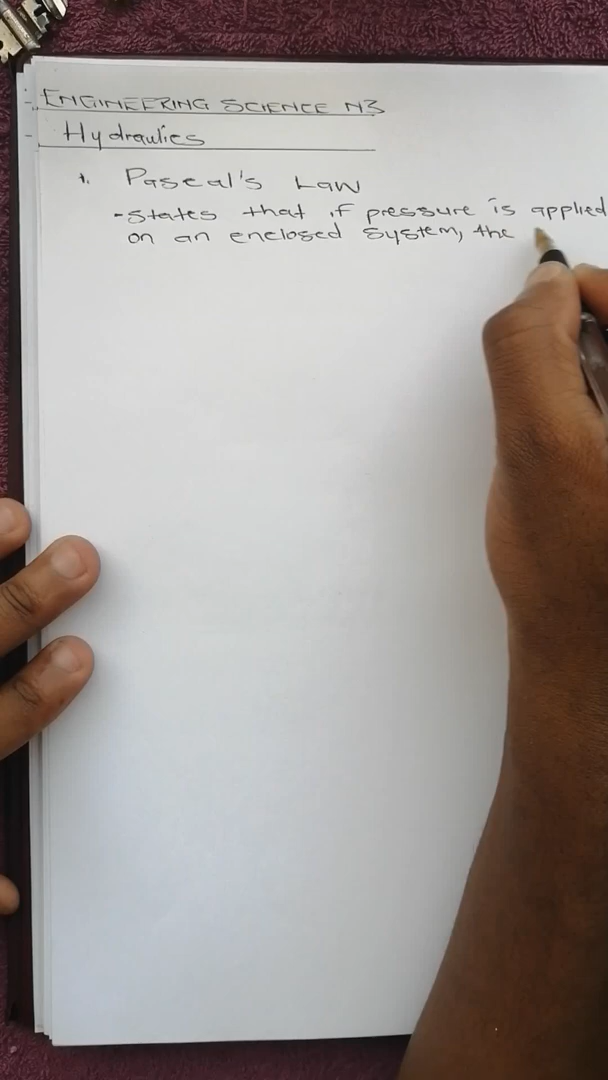 ENGINEERING SCIENCE N3
- Hydraulics
1. Pascal's Law
- states that if pressure is applied
on an enclosed system, the